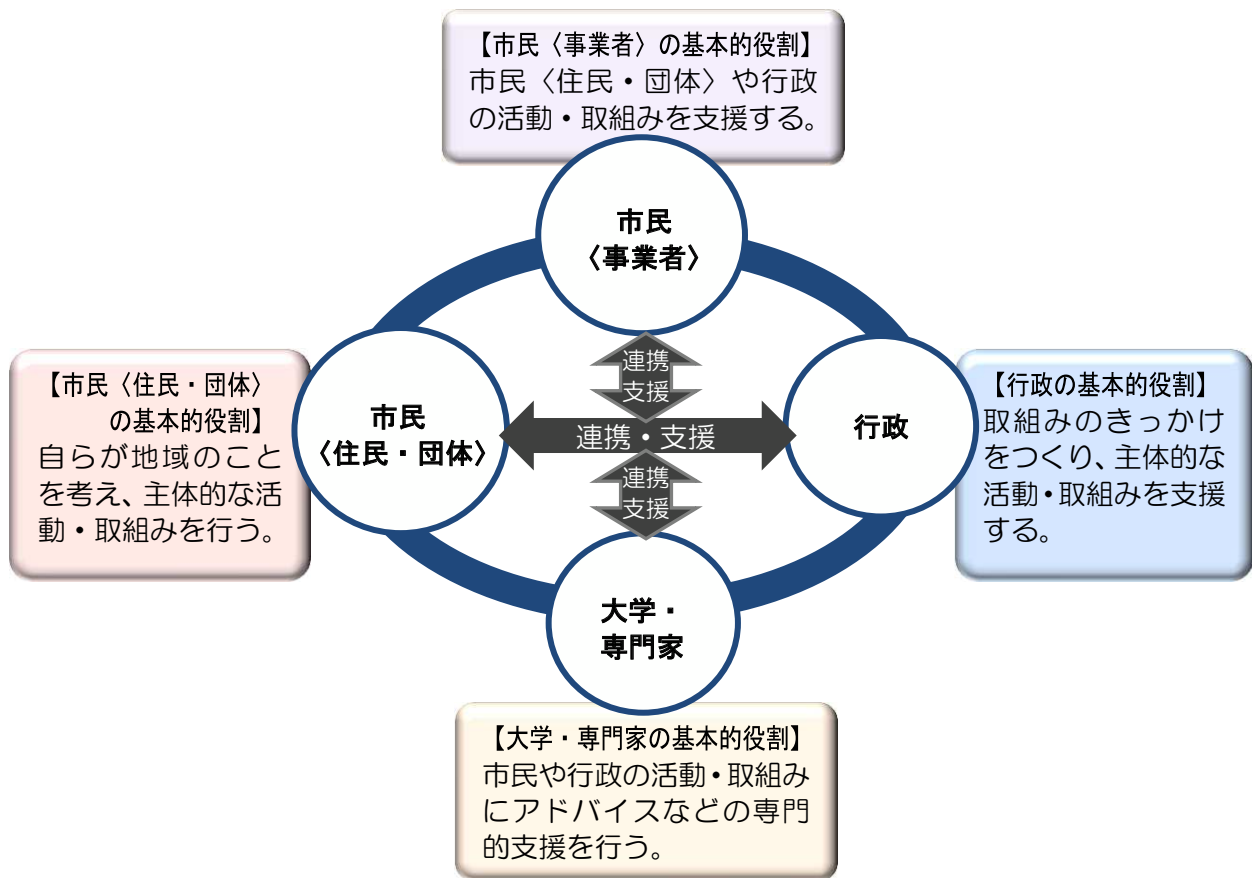 【市民〈事業者〉の基本的役割】
市民〈住民・団体〉や行政
の活動・取組みを支援する。
市民
〈事業者〉
連携
支援
【市民〈住民・団体〉
の基本的役割】
自らが地域のこと
を考え、主体的な活
動・取組みを行う。
市民
〈住民・団体〉
連携・支援
行政
【行政の基本的役割】
取組みのきっかけ
をつくり、主体的な
活動・取組みを支援
する。
連携
支援
大学・
専門家
【大学・専門家の基本的役割】
市民や行政の活動・取組み
にアドバイスなどの専門
的支援を行う。